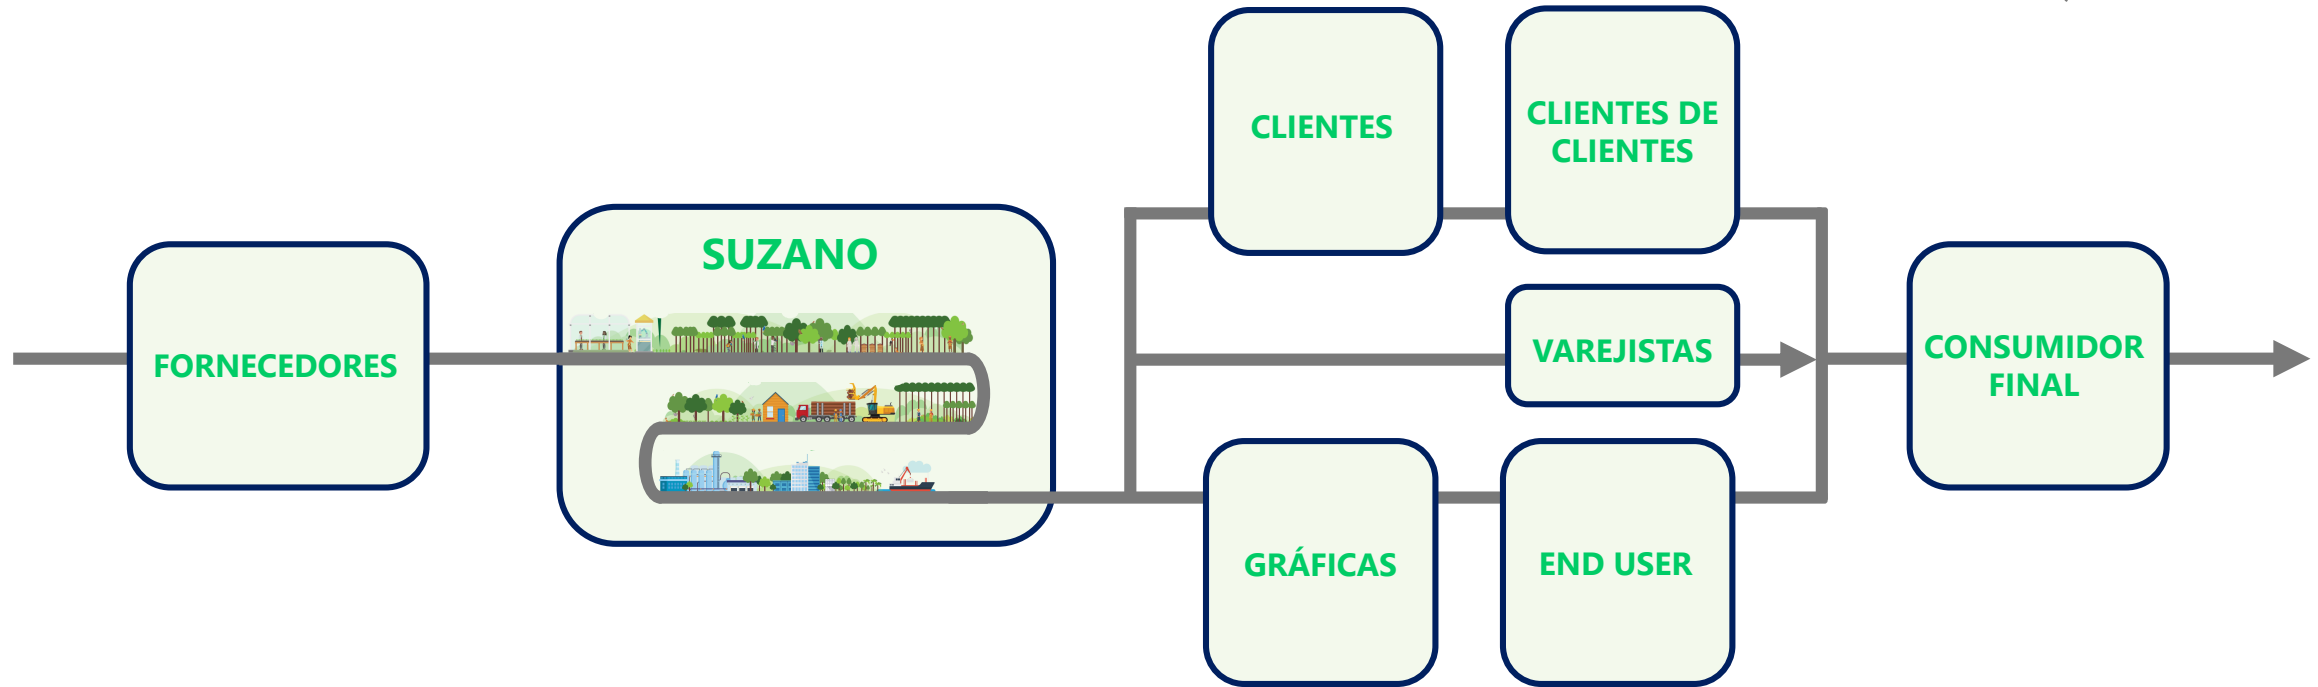 FORNECEDORES
SUZANO
CLIENTES
CLIENTES DE
CLIENTES
VAREJISTAS
GRÁFICAS
END USER
CONSUMIDOR
FINAL